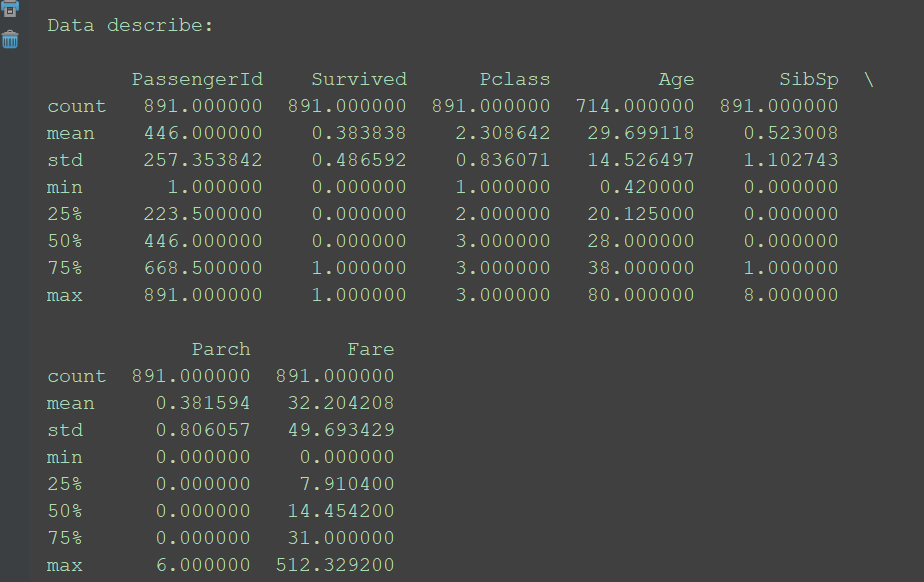 Data describe:
PassengerId Survived Pclass Age SibSp \
count 891.000000 891.000000 891.000000 714.000000 891.000000
mean 446.000000 0.383838 2.308642 29.699118 0.523008
std 257.353842 0.486592 0.836071 14.526497 1.102743
min 1.000000 0.000000 1.000000 0.420000 0.000000
25% 223.500000 0.000000 2.000000 20.125000 0.000000
50% 446.000000 0.000000 3.000000 28.000000 0.000000
75% 668.500000 1.000000 3.000000 38.000000 1.000000
max 891.000000 1.000000 3.000000 80.000000 8.000000
Parch Fare
count 891.000000 891.000000
mean 0.381594 32.204208
std 0.806057 49.693429
min 0.000000 0.000000
25% 0.000000 7.910400
50% 0.000000 14.454200
75% 0.000000 31.000000
max 6.000000 512.329200